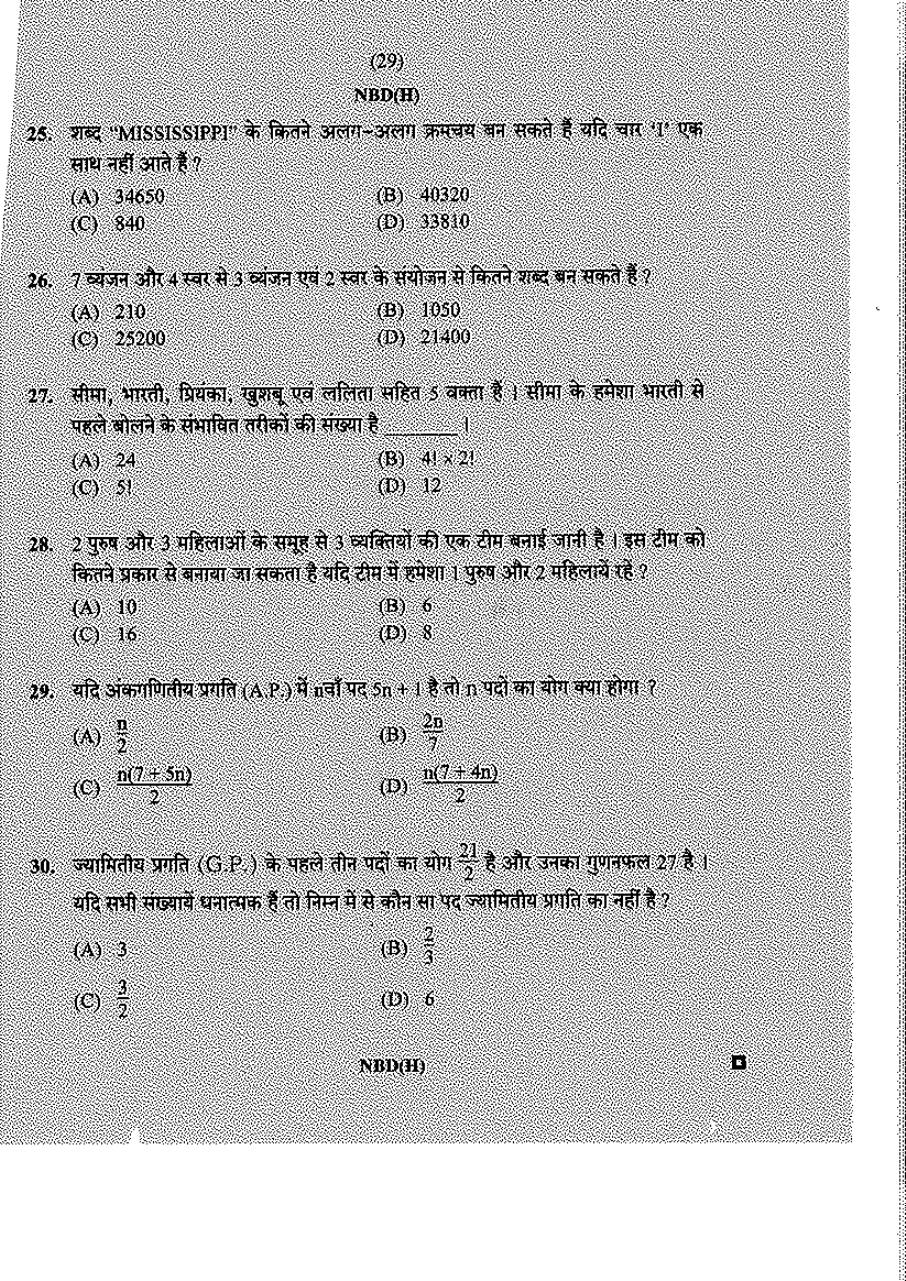 (29)
NBD(H)
25. शब्द "MISSISSIPPI" के कितने अलग-अलग क्रमचय बन सकते हैं यदि चार 'I' एक
साथ नहीं आते हैं ?
(A) 34650 (B) 40320
(C) 840 (D) 33810
26. 7 व्यंजन और 4 स्वर से 3 व्यंजन एवं 2 स्वर के संयोजन से कितने शब्द बन सकते हैं ?
(A) 210 (B) 1050
(C) 25200 (D) 21400
27. सीमा, भारती, प्रियंका, खुशबू एवं ललिता सहित 5 वक्ता हैं । सीमा के हमेशा भारती से
पहले बोलने के संभावित तरीकों की संख्या है ________ ।
(A) 24 (B) 4! × 2!
(C) 5! (D) 12
28. 2 पुरुष और 3 महिलाओं के समूह से 3 व्यक्तियों की एक टीम बनाई जानी है । इस टीम को
कितने प्रकार से बनाया जा सकता है यदि टीम में हमेशा 1 पुरुष और 2 महिलायें रहें ?
(A) 10 (B) 6
(C) 16 (D) 8
29. यदि अंकगणितीय प्रगति (A.P.) में nवाँ पद 5n + 1 है तो n पदों का योग क्या होगा ?
(A) n/2 (B) 2n/7
(C) n(7 + 5n)/2 (D) n(7 + 4n)/2
30. ज्यामितीय प्रगति (G.P.) के पहले तीन पदों का योग 21/2 है और उनका गुणनफल 27 है ।
यदि सभी संख्यायें धनात्मक हैं तो निम्न में से कौन सा पद ज्यामितीय प्रगति का नहीं है ?
(A) 3 (B) 2/3
(C) 3/2 (D) 6
NBD(H)